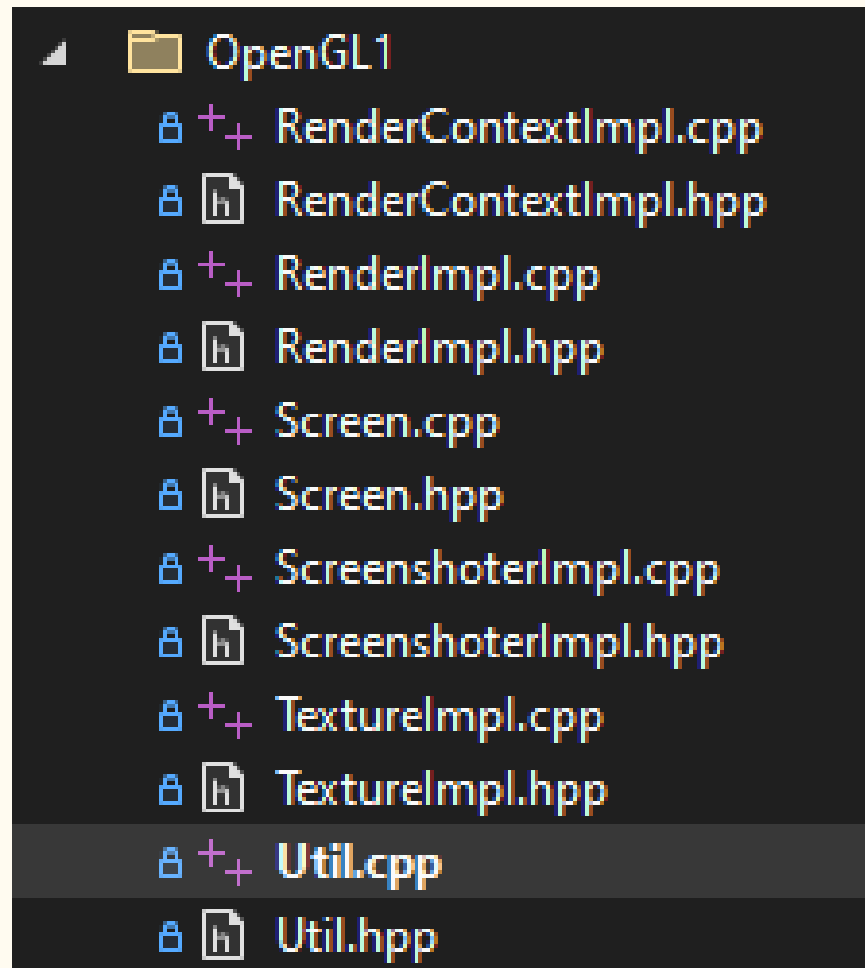 OpenGL1
RenderContextImpl.cpp
RenderContextImpl.hpp
RenderImpl.cpp
RenderImpl.hpp
Screen.cpp
Screen.hpp
ScreenshoterImpl.cpp
ScreenshoterImpl.hpp
TextureImpl.cpp
TextureImpl.hpp
Util.cpp
Util.hpp